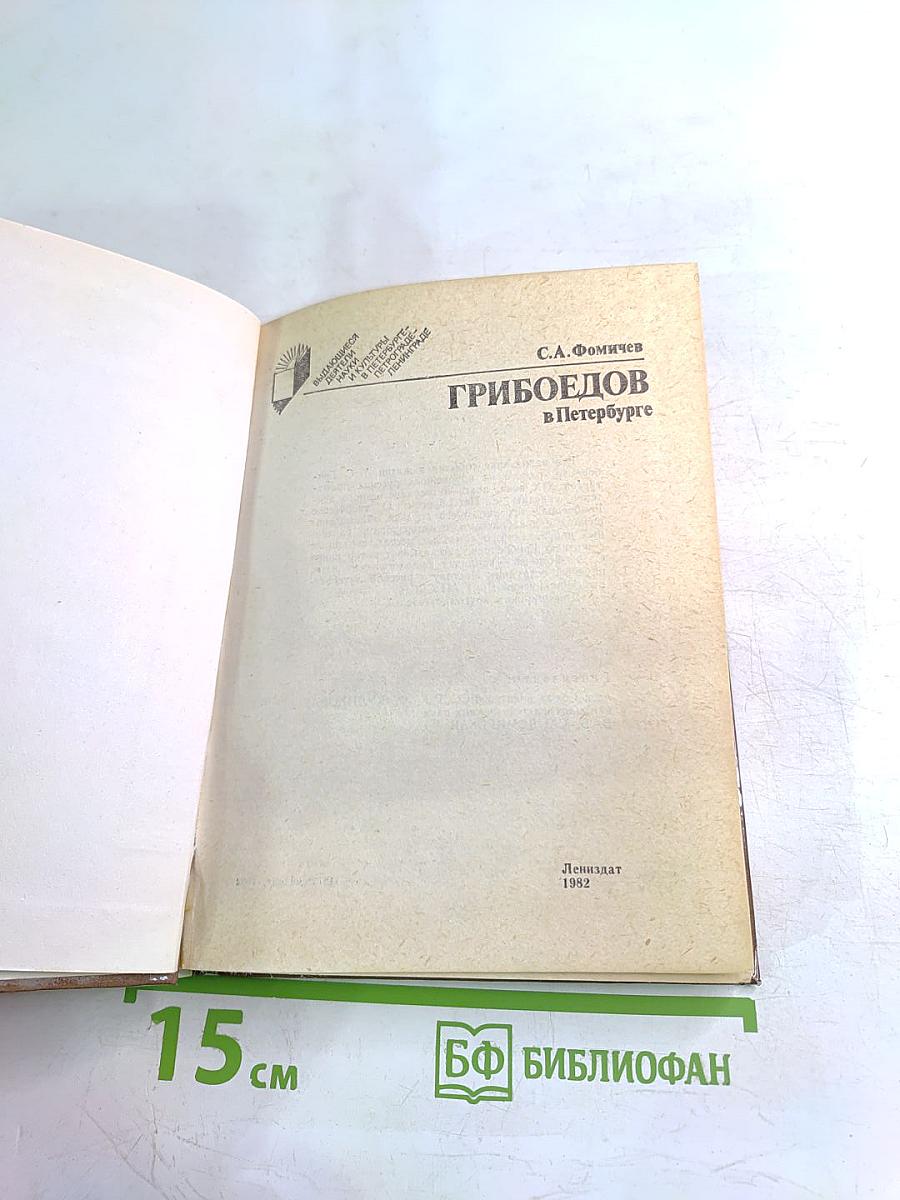 ВЫДАЮЩИЕСЯ
ДЕЯТЕЛИ
НАУКИ
И КУЛЬТУРЫ
В ПЕТЕРБУРГЕ–
ПЕТРОГРАДЕ–
ЛЕНИНГРАДЕ
С.А.Фомичев
ГРИБОЕДОВ
в Петербурге
Лениздат
1982
15 см
БФ БИБЛИОФАН